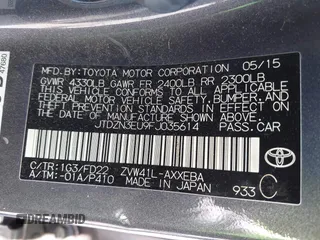 47680
MFD.BY:TOYOTA MOTOR CORPORATION 05/15
GVWR 4330LB GAWR FR 2400LB RR 2300LB
THIS VEHICLE CONFORMS TO ALL APPLICABLE
FEDERAL MOTOR VEHICLE SAFETY, BUMPER, AND
THEFT PREVENTION STANDARDS IN EFFECT ON
THE DATE OF MANUFACTURE SHOWN ABOVE.
JTDZN3EU9FJ035614 PASS.CAR
C/TR:1G3/FD22 ZVW41L-AXXEBA
A/TM:-01A/P410 MADE IN JAPAN 933 C
TOYOTA
DREAMBID